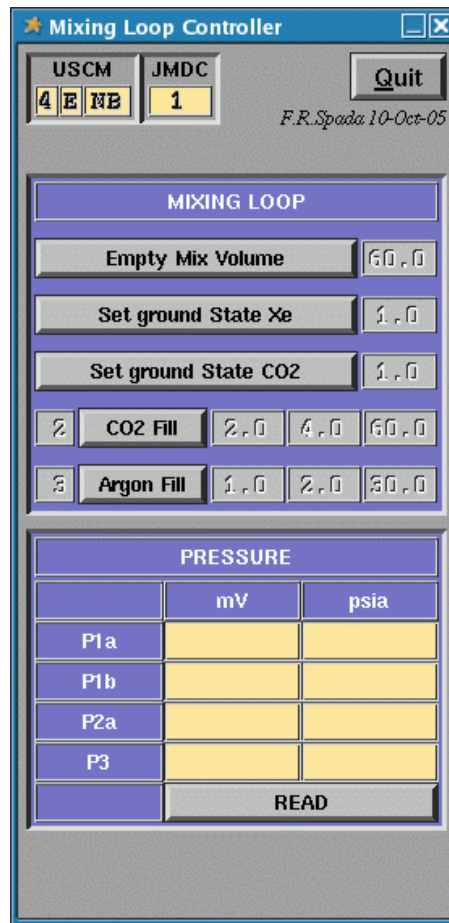 Mixing Loop Controller
USCM JMDC
4 E NB 1 Quit
F.R.Spada 10-Oct-05
MIXING LOOP
Empty Mix Volume 60.0
Set ground State Xe 1.0
Set ground State CO2 1.0
2 CO2 Fill 2.0 4.0 60.0
3 Argon Fill 1.0 2.0 30.0
PRESSURE
mV psia
P1a
P1b
P2a
P3
READ